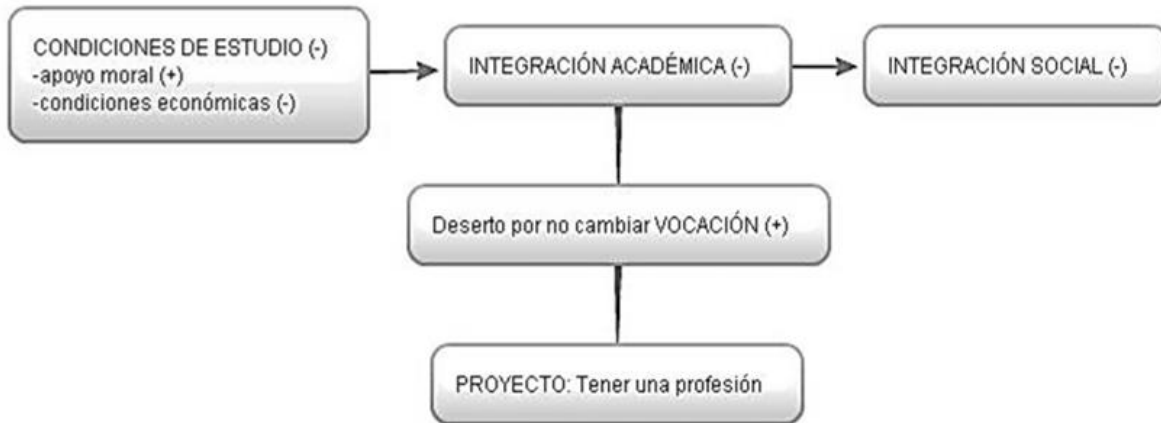 CONDICIONES DE ESTUDIO (-)
-apoyo moral (+)
-condiciones económicas (-)
INTEGRACIÓN ACADÉMICA (-)
INTEGRACIÓN SOCIAL (-)
Deserto por no cambiar VOCACIÓN (+)
PROYECTO: Tener una profesión